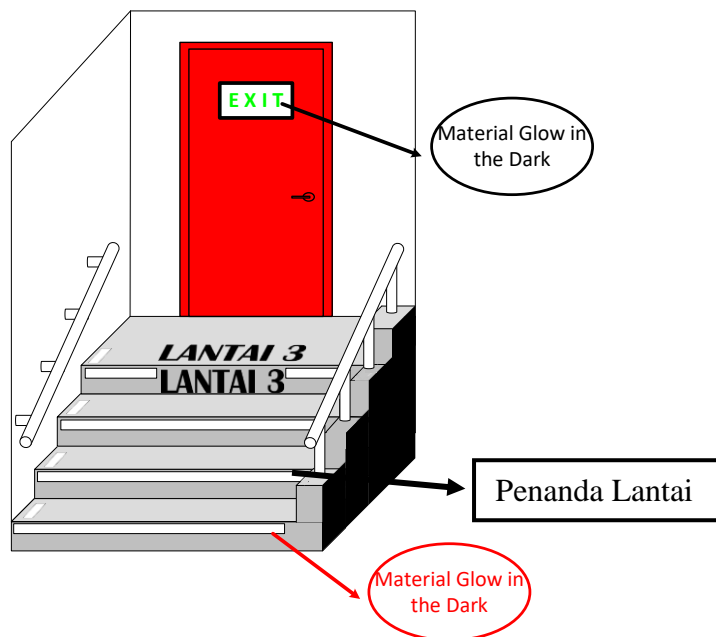 EXIT
Material Glow in
the Dark
LANTAI 3
LANTAI 3
Penanda Lantai
Material Glow in
the Dark